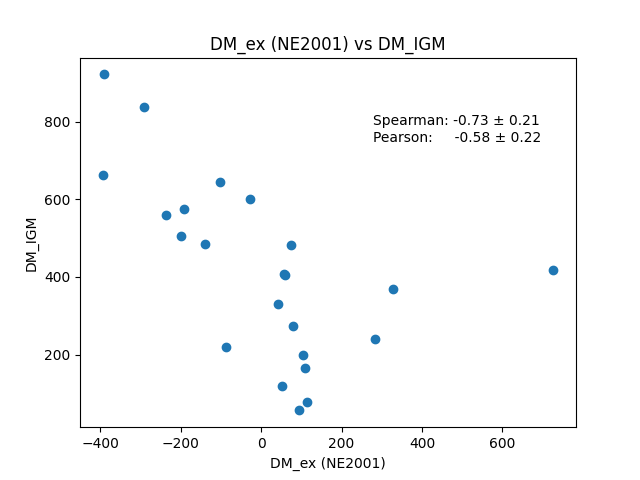 DM_ex (NE2001) vs DM_IGM
Spearman: -0.73 ± 0.21
Pearson: -0.58 ± 0.22
DM_IGM
800
600
400
200
−400 −200 0 200 400 600
DM_ex (NE2001)